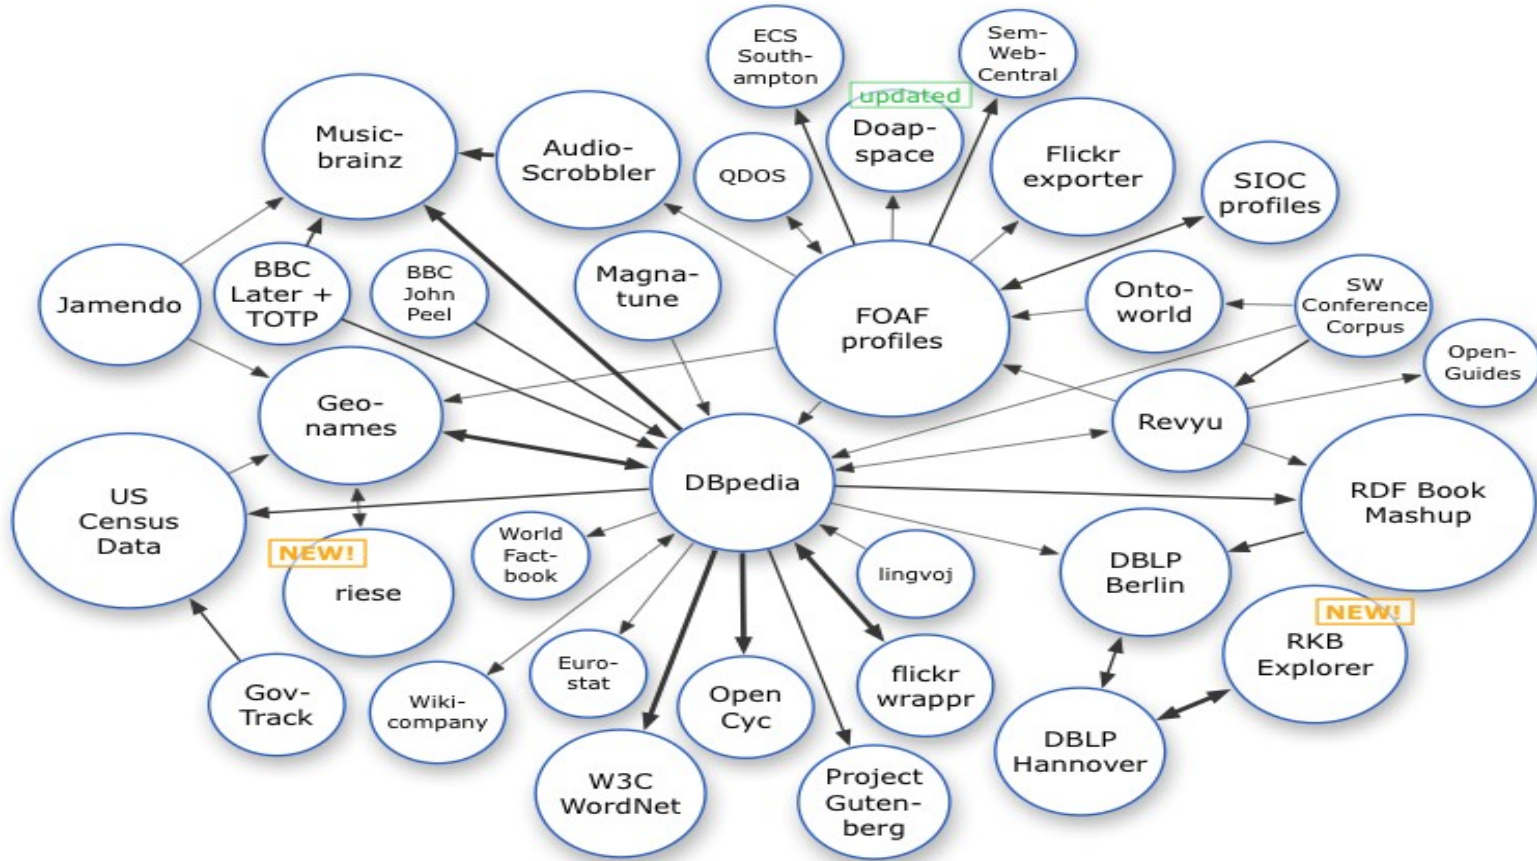 ECS
South-
ampton
Sem-
Web-
Central
updated
Doap-
space
Music-
brainz
Audio-
Scrobbler
QDOS
Flickr
exporter
SIOC
profiles
Jamendo
BBC
Later +
TOTP
BBC
John
Peel
Magna-
tune
FOAF
profiles
Onto-
world
SW
Conference
Corpus
Open-
Guides
Geo-
names
Revyu
DBpedia
US
Census
Data
RDF Book
Mashup
NEW!
riese
World
Fact-
book
lingvoj
DBLP
Berlin
NEW!
RKB
Explorer
Gov-
Track
Wiki-
company
Euro-
stat
Open
Cyc
flickr
wrappr
DBLP
Hannover
W3C
WordNet
Project
Guten-
berg